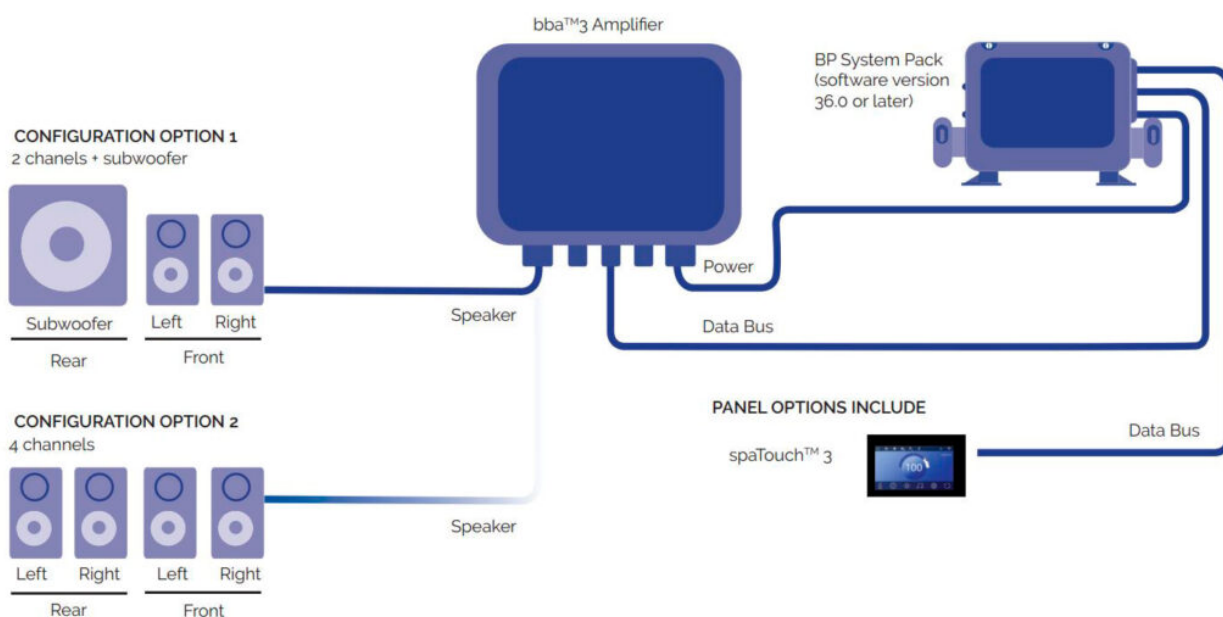 bba™3 Amplifier
BP System Pack
(software version
36.0 or later)
CONFIGURATION OPTION 1
2 chanels + subwoofer
Subwoofer
Left
Right
Rear
Front
Speaker
Power
Data Bus
CONFIGURATION OPTION 2
4 channels
Left
Right
Left
Right
Rear
Front
Speaker
PANEL OPTIONS INCLUDE
spaTouch™ 3
100
Data Bus